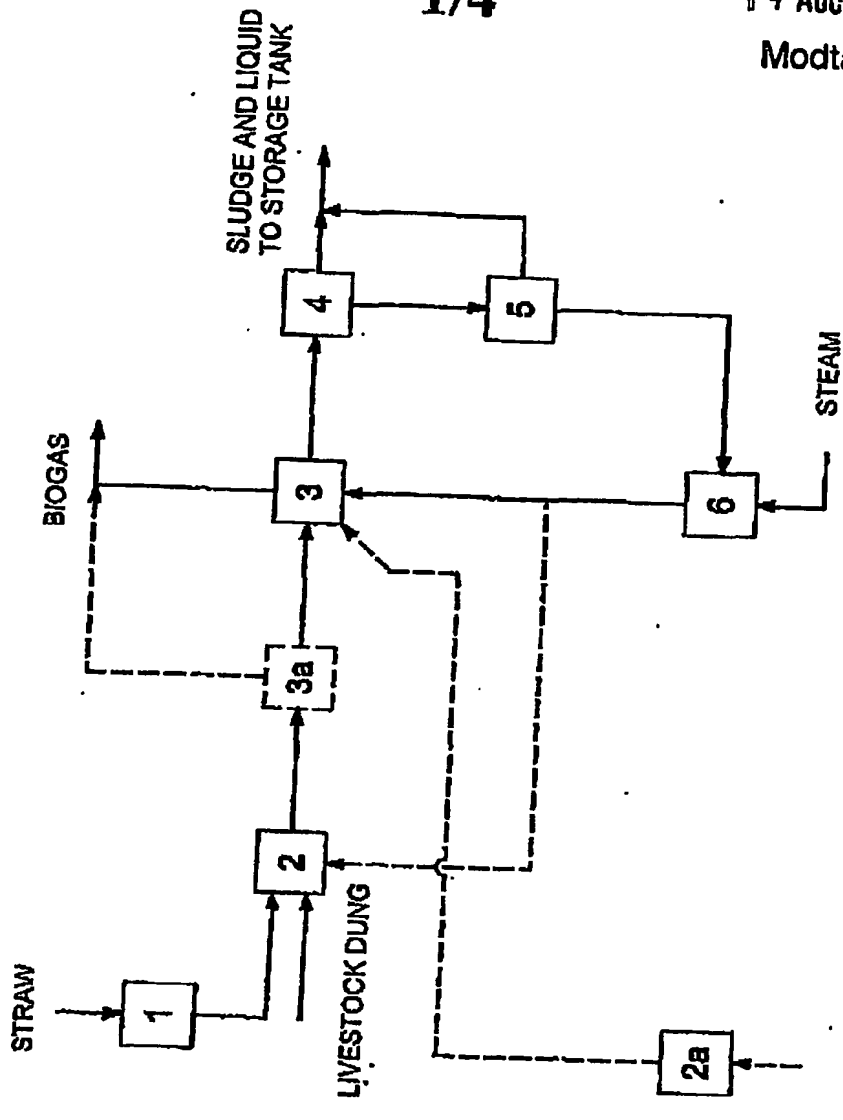 1/4
Modta
STRAW
1
LIVESTOCK DUNG
2
3a
BIOGAS
3
4
SLUDGE AND LIQUID
TO STORAGE TANK
5
6
STEAM
2a